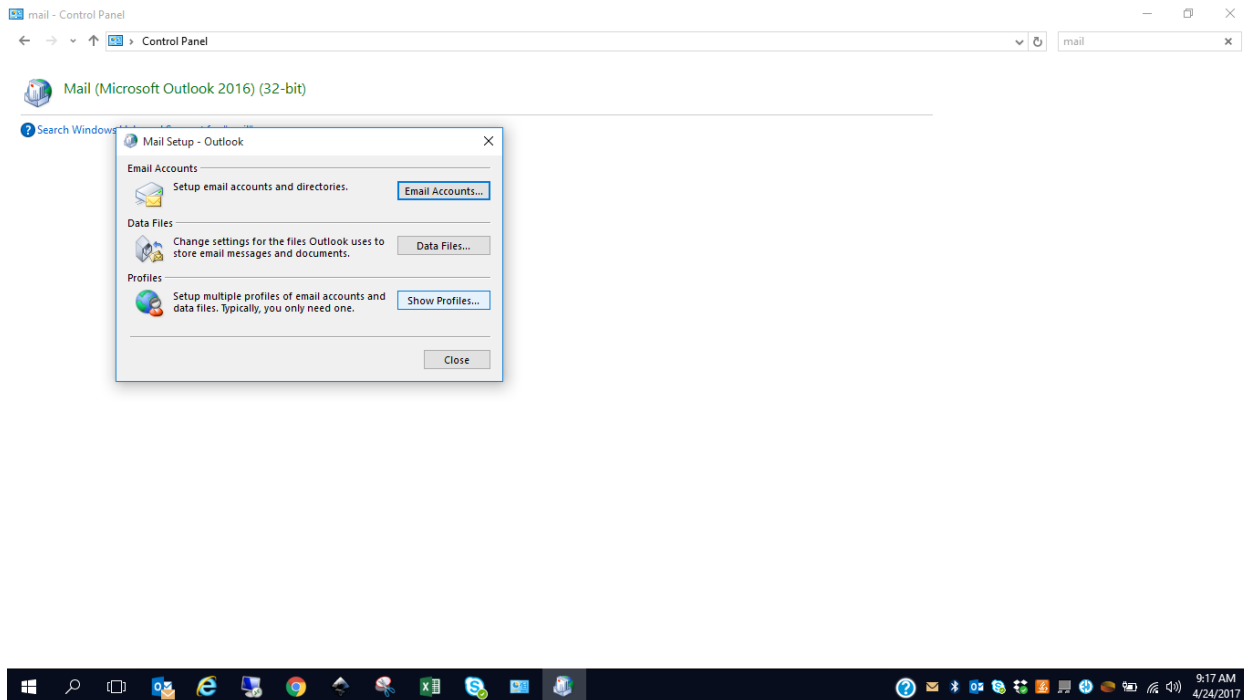 mail - Control Panel
Control Panel
mail
Mail (Microsoft Outlook 2016) (32-bit)
Search Windows
Mail Setup - Outlook
Email Accounts
Setup email accounts and directories.
Email Accounts...
Data Files
Change settings for the files Outlook uses to
store email messages and documents.
Data Files...
Profiles
Setup multiple profiles of email accounts and
data files. Typically, you only need one.
Show Profiles...
Close
9:17 AM
4/24/2017